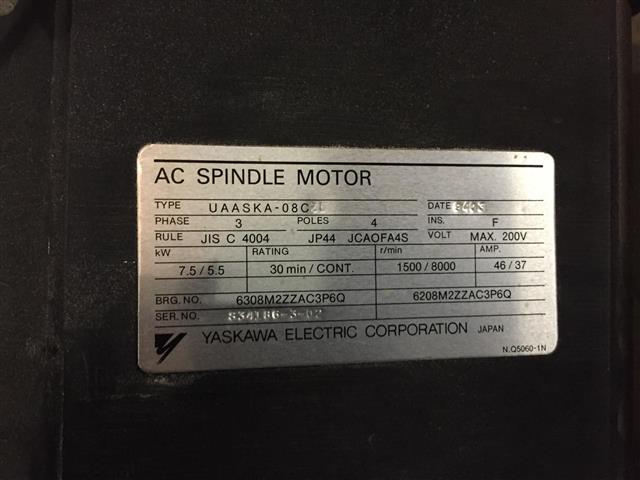 AC SPINDLE MOTOR
TYPE UAASKA-08C DATE
PHASE 3 POLES 4 INS. F
RULE JIS C 4004 JP44 JCAOFA4S VOLT MAX. 200V
kW RATING r/min AMP.
7.5 / 5.5 30 min / CONT. 1500 / 8000 46 / 37
BRG. NO. 6308M2ZZAC3P6Q 6208M2ZZAC3P6Q
SER. NO.
YASKAWA ELECTRIC CORPORATION JAPAN
N.Q5060-1N